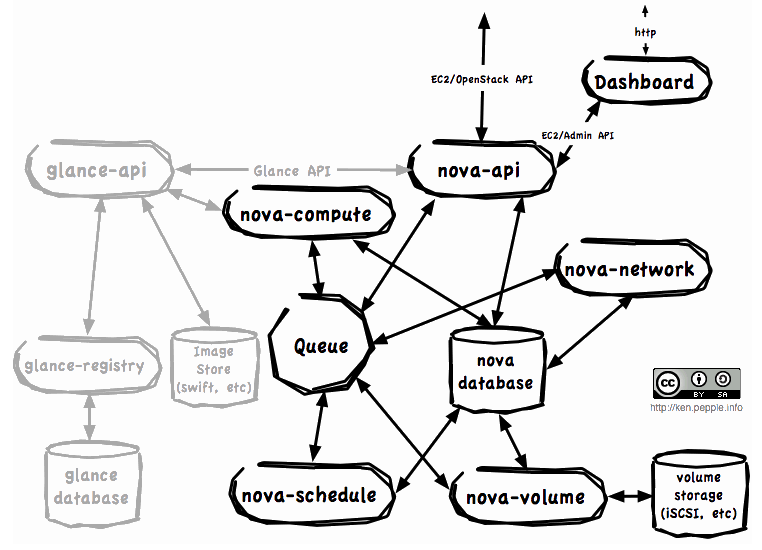 http
EC2/OpenStack API
Dashboard
EC2/Admin API
glance-api
Glance API
nova-api
nova-compute
nova-network
Queue
Image
Store
(swift, etc)
glance-registry
nova
database
cc
BY SA
http://ken.pepple.info
glance
database
nova-schedule
nova-volume
volume
storage
(iSCSI, etc)